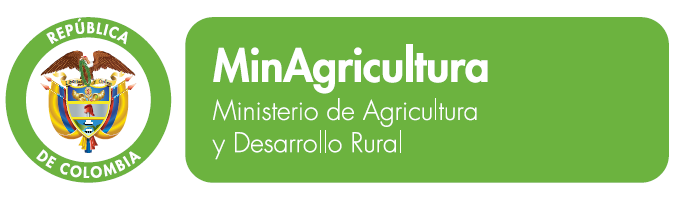 REPÚBLICA
DE COLOMBIA
MinAgricultura
Ministerio de Agricultura
y Desarrollo Rural